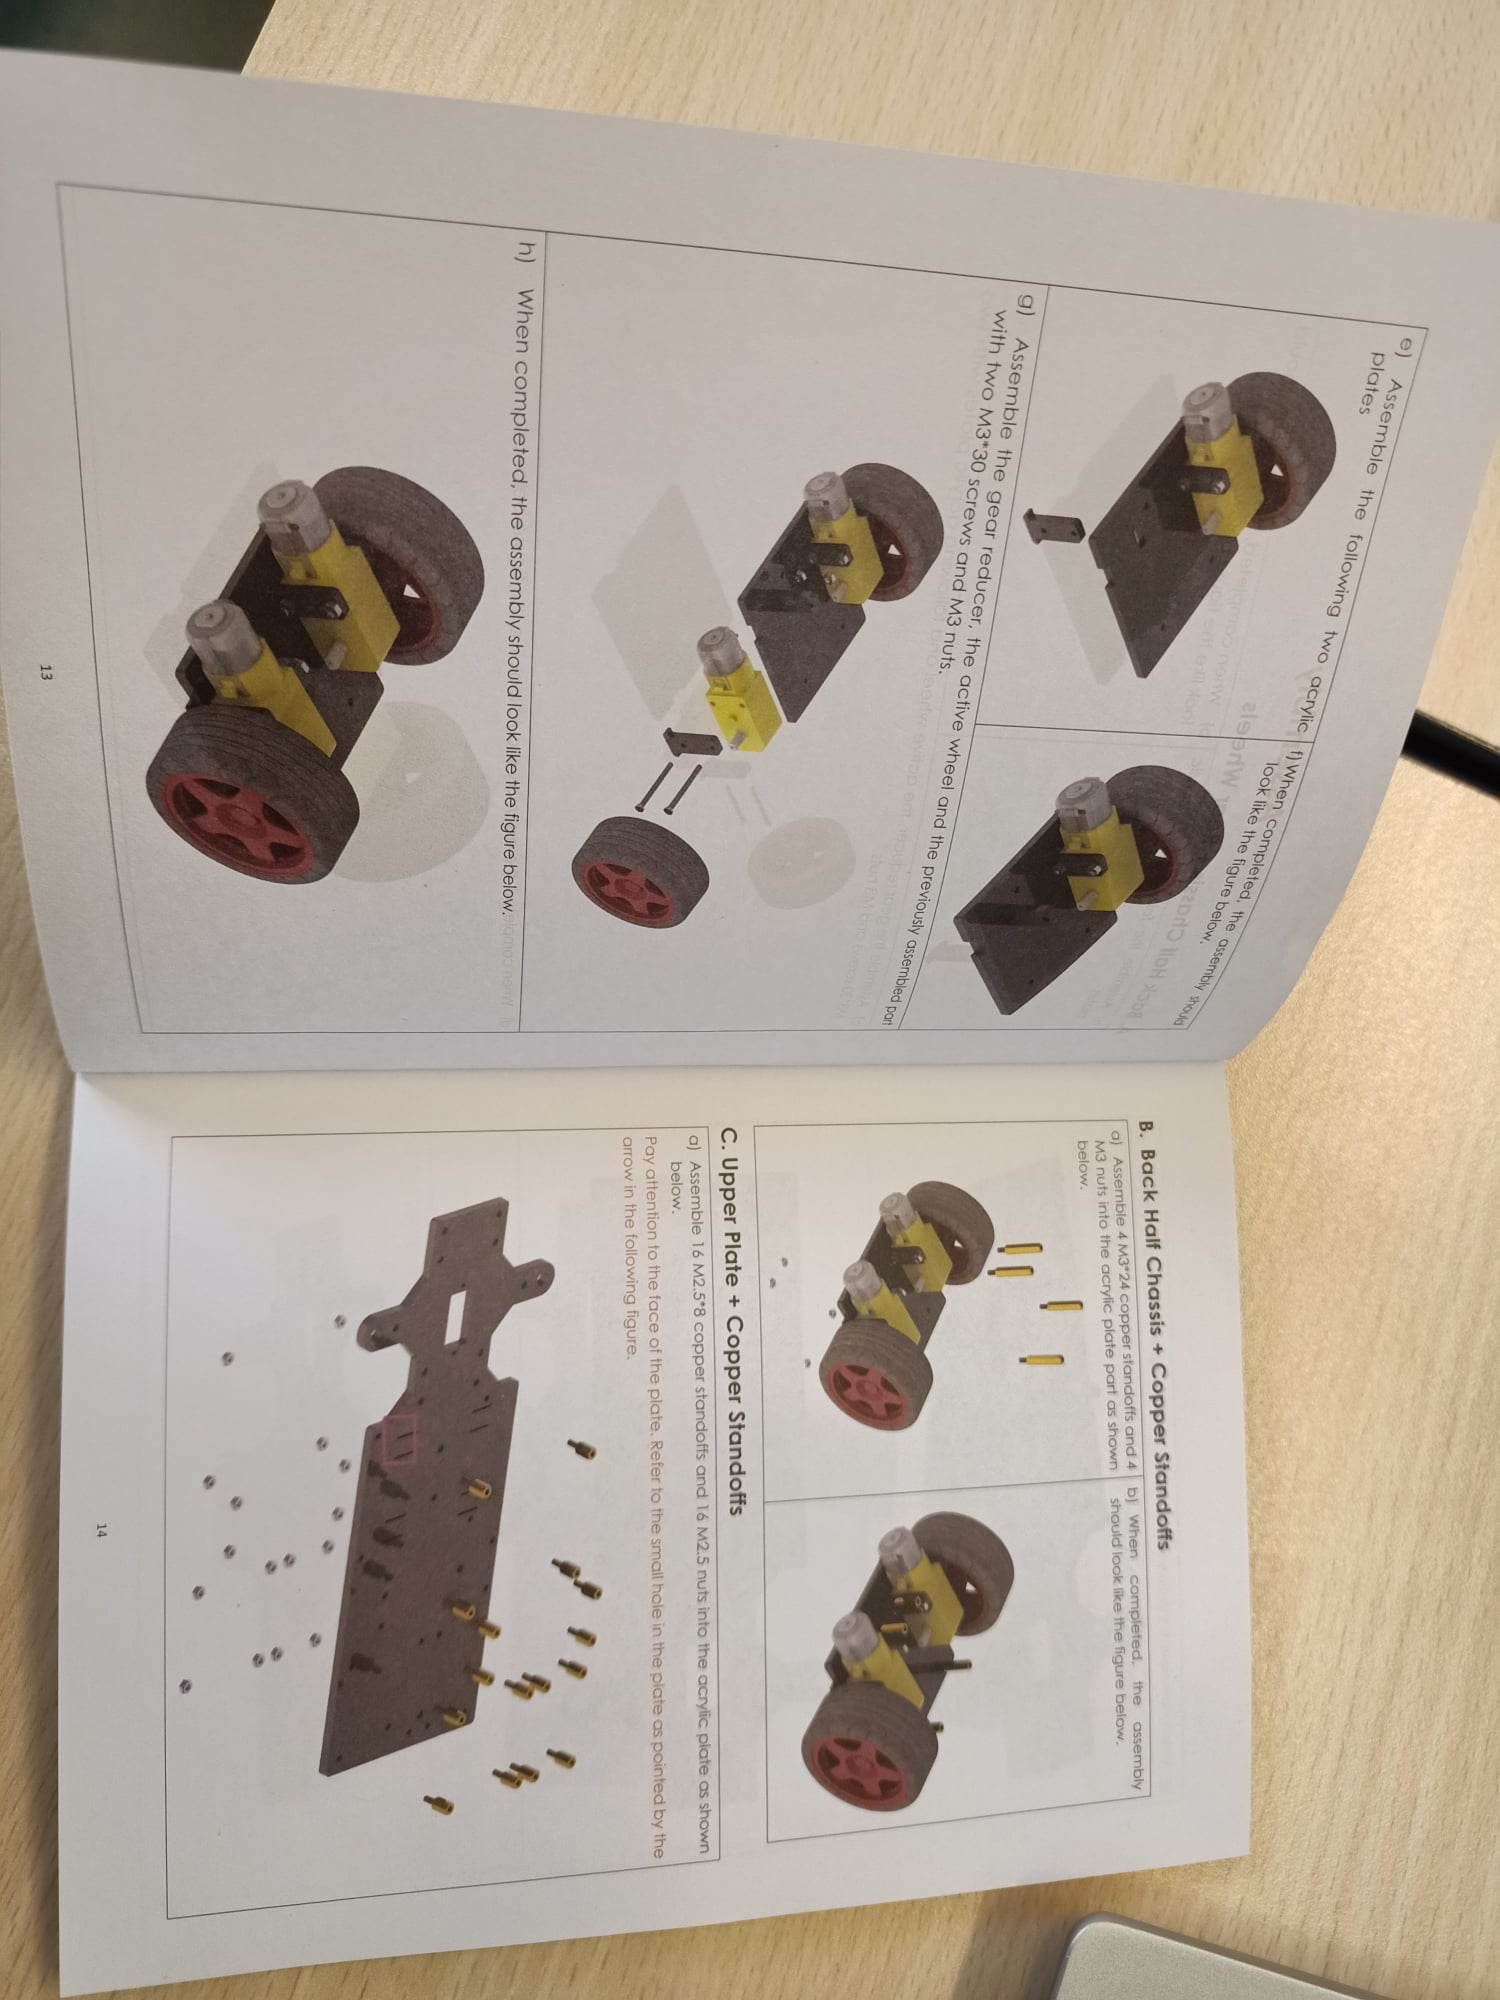 e) Assemble the following two acrylic
plates
f)When completed, the assembly should
look like the figure below.
g) Assemble the gear reducer, the active wheel and the previously assembled part
with two M3*30 screws and M3 nuts.
h) When completed, the assembly should look like the figure below.
13
B. Back Half Chassis + Copper Standoffs
a) Assemble 4 M3*24 copper standoffs and 4
M3 nuts into the acrylic plate part as shown
below.
b) When completed, the assembly
should look like the figure below.
C. Upper Plate + Copper Standoffs
a) Assemble 16 M2.5*8 copper standoffs and 16 M2.5 nuts into the acrylic plate as shown
below.
Pay attention to the face of the plate. Refer to the small hole in the plate as pointed by the
arrow in the following figure.
14